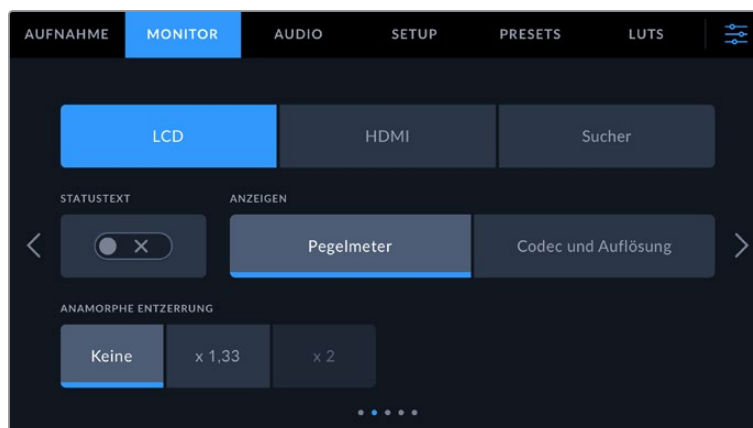 AUFNAHME MONITOR AUDIO SETUP PRESETS LUTS
LCD HDMI Sucher
STATUSTEXT ANZEIGEN
Pegelmeter Codec und Auflösung
ANAMORPHE ENTZERRUNG
Keine x 1,33 x 2